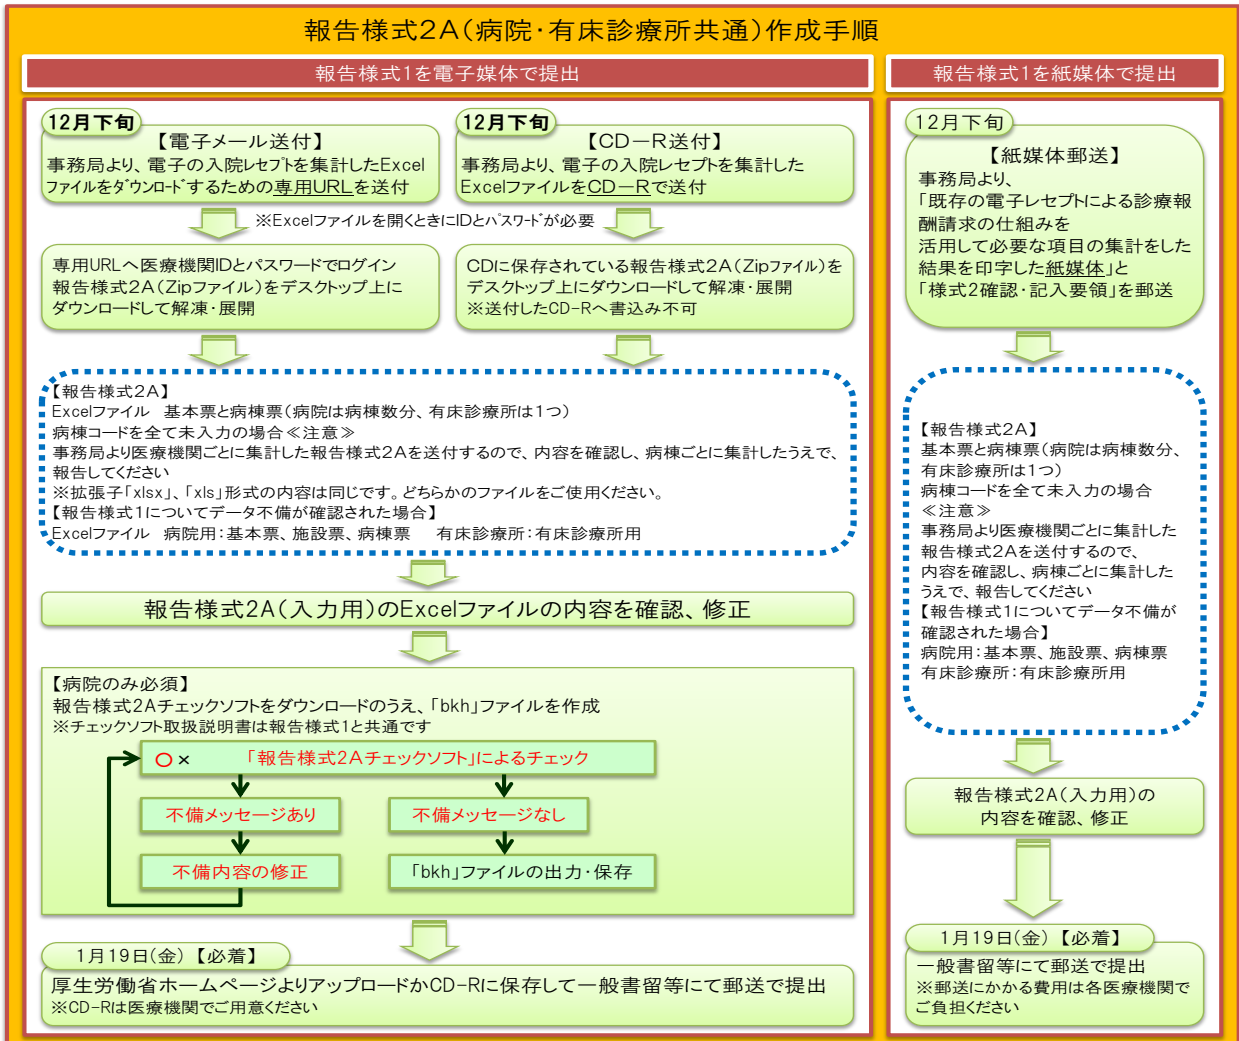 報告様式2A(病院･有床診療所共通)作成手順
報告様式1を電子媒体で提出
12月下旬
【電子メール送付】
事務局より、電子の入院レセプトを集計したExcel
ファイルをダウンロードするための専用URLを送付
12月下旬
【CD－R送付】
事務局より、電子の入院レセプトを集計した
ExcelファイルをCD－Rで送付
※Excelファイルを開くときにIDとパスワードが必要
専用URLへ医療機関IDとパスワードでログイン
報告様式2A(Zipファイル)をデスクトップ上に
ダウンロードして解凍･展開
CDに保存されている報告様式2A(Zipファイル)を
デスクトップ上にダウンロードして解凍･展開
※送付したCD-Rへ書込み不可
【報告様式2A】
Excelファイル　基本票と病棟票(病院は病棟数分、有床診療所は1つ)
病棟コードを全て未入力の場合≪注意≫
事務局より医療機関ごとに集計した報告様式2Aを送付するので、内容を確認し、病棟ごとに集計したうえで、
報告してください
※拡張子「xlsx」、「xls」形式の内容は同じです。どちらかのファイルをご使用ください。
【報告様式1についてデータ不備が確認された場合】
Excelファイル　病院用：基本票、施設票、病棟票　　有床診療所：有床診療所用
報告様式2A(入力用)のExcelファイルの内容を確認、修正
【病院のみ必須】
報告様式2Aチェックソフトをダウンロードのうえ、「bkh」ファイルを作成
※チェックソフト取扱説明書は報告様式1と共通です
○×　「報告様式2Aチェックソフト」によるチェック
不備メッセージあり
不備メッセージなし
不備内容の修正
「bkh」ファイルの出力･保存
1月19日(金)【必着】
厚生労働省ホームページよりアップロードかCD-Rに保存して一般書留等にて郵送で提出
※CD-Rは医療機関でご用意ください
報告様式1を紙媒体で提出
12月下旬
【紙媒体郵送】
事務局より、
「既存の電子レセプトによる診療報
酬請求の仕組みを
活用して必要な項目の集計をした
結果を印字した紙媒体」と
「様式2確認･記入要領」を郵送
【報告様式2A】
基本票と病棟票(病院は病棟数分、
有床診療所は1つ)
病棟コードを全て未入力の場合
≪注意≫
事務局より医療機関ごとに集計した
報告様式2Aを送付するので、
内容を確認し、病棟ごとに集計した
うえで、報告してください
【報告様式1についてデータ不備が
確認された場合】
病院用：基本票、施設票、病棟票
有床診療所：有床診療所用
報告様式2A(入力用)の
内容を確認、修正
1月19日(金)【必着】
一般書留等にて郵送で提出
※郵送にかかる費用は各医療機関で
ご負担ください